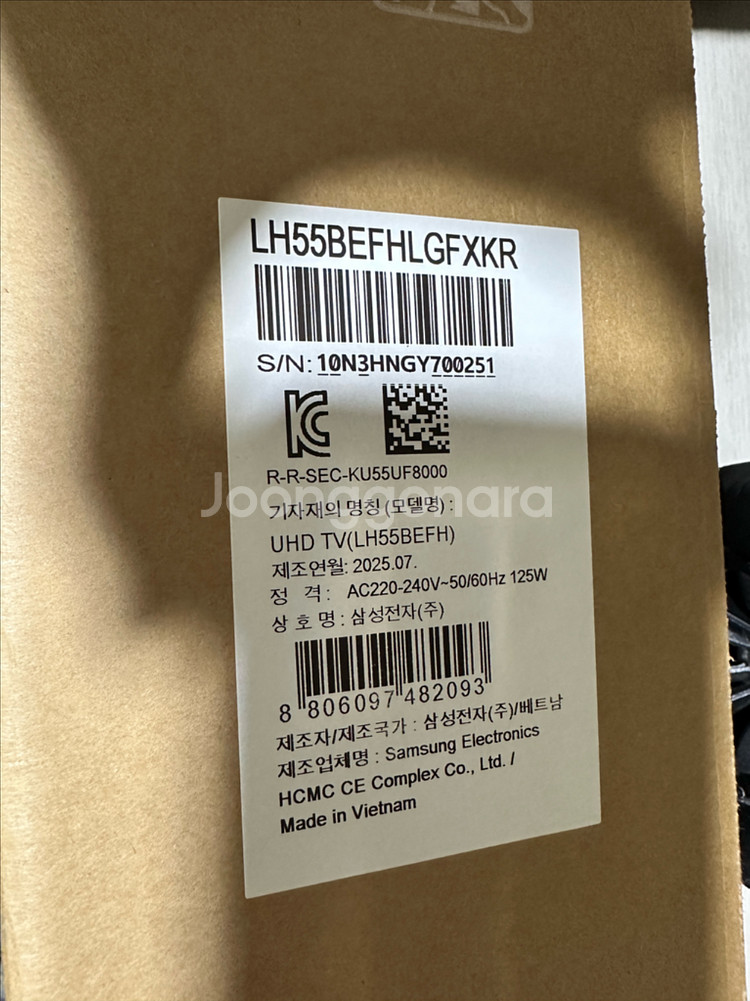 LH55BEFHLGFXKR
S/N: 10N3HNGY700251
R-R-SEC-KU55UF8000
Joonggonara
기자재의 명칭 (모델명) :
UHD TV(LH55BEFH)
제조연월: 2025.07.
정 격 : AC220-240V~50/60Hz 125W
상 호 명 : 삼성전자(주)
8 806097 482093
제조자/제조국가 : 삼성전자(주)/베트남
제조업체명 : Samsung Electronics
HCMC CE Complex Co., Ltd. /
Made in Vietnam